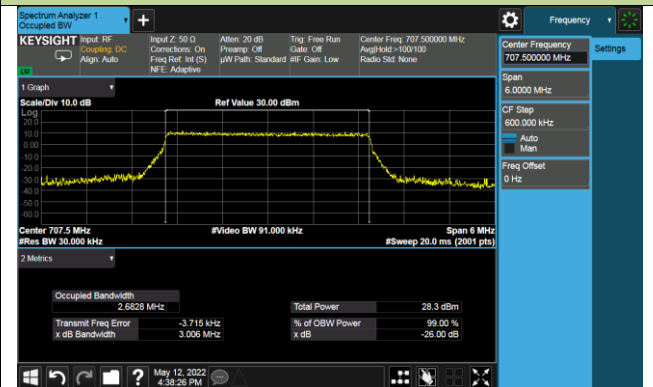 Spectrum Analyzer 1
Occupied BW
+
Frequency
KEYSIGHT
Input: RF
Coupling: DC
Align: Auto
Input Z: 50 Ω
Corrections: On
Freq Ref: Int (S)
NFE: Adaptive
Atten: 20 dB
Preamp: Off
µW Path: Standard
Trig: Free Run
Gate: Off
#IF Gain: Low
Center Freq: 707.500000 MHz
Avg|Hold:>100/100
Radio Std: None
Center Frequency
707.500000 MHz
Settings
Span
6.0000 MHz
CF Step
600.000 kHz
Auto
Man
Freq Offset
0 Hz
1 Graph
Scale/Div 10.0 dB
Ref Value 30.00 dBm
Log
20.0
10.0
0.00
-10.0
-20.0
-30.0
-40.0
-50.0
-60.0
Center 707.5 MHz
#Video BW 91.000 kHz
Span 6 MHz
#Res BW 30.000 kHz
#Sweep 20.0 ms (2001 pts)
2 Metrics
Occupied Bandwidth
2.6828 MHz
Total Power 28.3 dBm
Transmit Freq Error -3.715 kHz
% of OBW Power 99.00 %
x dB Bandwidth 3.006 MHz
x dB -26.00 dB
?
May 12, 2022
4:38:26 PM